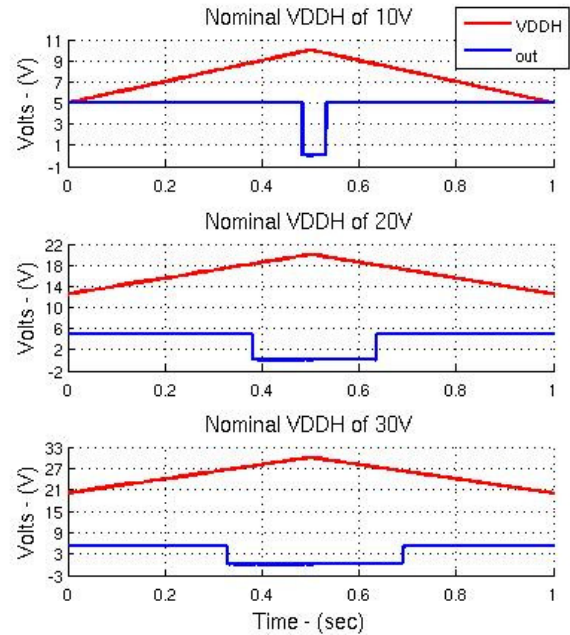 Nominal VDDH of 10V
VDDH
out
Volts - (V)
11
9
7
5
3
1
-1
0 0.2 0.4 0.6 0.8 1
Nominal VDDH of 20V
Volts - (V)
22
18
14
10
6
2
-2
0 0.2 0.4 0.6 0.8 1
Nominal VDDH of 30V
Volts - (V)
33
27
21
15
9
3
-3
0 0.2 0.4 0.6 0.8 1
Time - (sec)